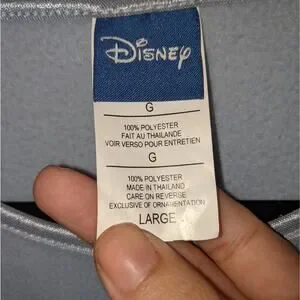 Disney
G
100% POLYESTER
FAIT AU THAILANDE
VOIR VERSO POUR ENTRETIEN
G
100% POLYESTER
MADE IN THAILAND
CARE ON REVERSE
EXCLUSIVE OF ORNAMENTATION
LARGE